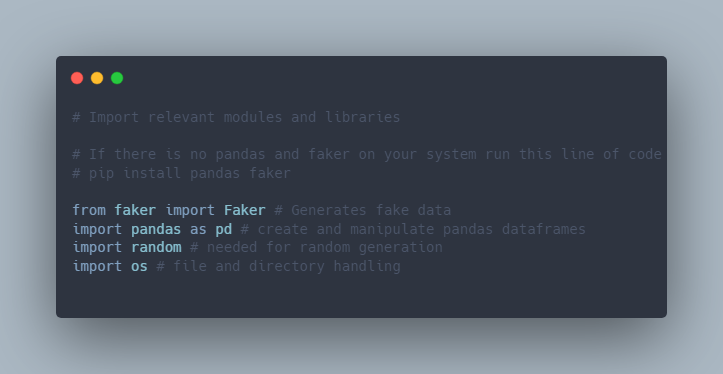 # Import relevant modules and libraries
# If there is no pandas and faker on your system run this line of code
# pip install pandas faker
from faker import Faker # Generates fake data
import pandas as pd # create and manipulate pandas dataframes
import random # needed for random generation
import os # file and directory handling